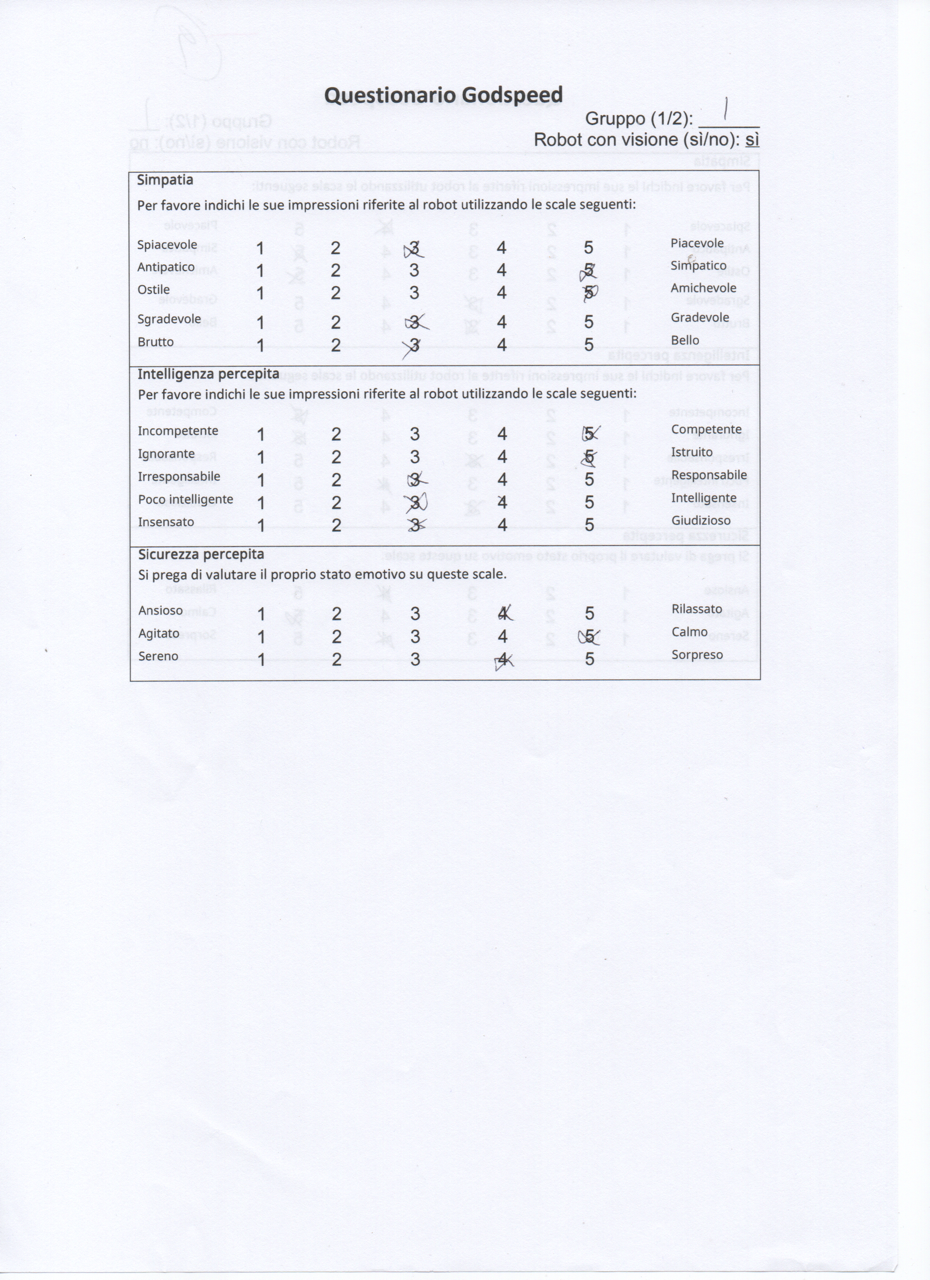 Questionario Godspeed
Gruppo (1/2): 1
Robot con visione (sì/no): sì
Simpatia
Per favore indichi le sue impressioni riferite al robot utilizzando le scale seguenti:
Spiacevole 1 2 3 4 5 Piacevole
Antipatico 1 2 3 4 5 Simpatico
Ostile 1 2 3 4 5 Amichevole
Sgradevole 1 2 3 4 5 Gradevole
Brutto 1 2 3 4 5 Bello
Intelligenza percepita
Per favore indichi le sue impressioni riferite al robot utilizzando le scale seguenti:
Incompetente 1 2 3 4 5 Competente
Ignorante 1 2 3 4 5 Istruito
Irresponsabile 1 2 3 4 5 Responsabile
Poco intelligente 1 2 3 4 5 Intelligente
Insensato 1 2 3 4 5 Giudizioso
Sicurezza percepita
Si prega di valutare il proprio stato emotivo su queste scale.
Ansioso 1 2 3 4 5 Rilassato
Agitato 1 2 3 4 5 Calmo
Sereno 1 2 3 4 5 Sorpreso